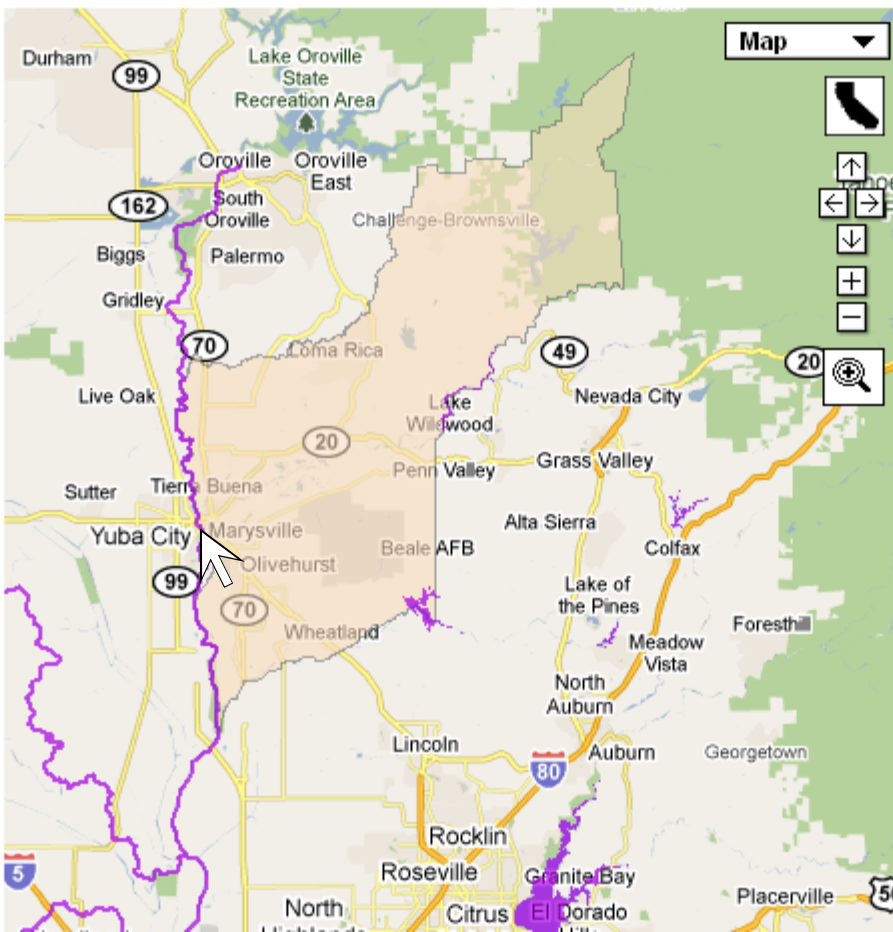 Durham
99
Map
Lake Oroville
State
Recreation Area
Oroville
Oroville
East
162
South
Oroville
Challenge-Brownsville
Biggs
Palermo
Gridley
70
Loma Rica
49
20
Live Oak
Nevada City
Lake
Wildwood
20
Penn Valley
Grass Valley
Sutter
Tierra Buena
Yuba City
Marysville
Alta Sierra
Beale AFB
Colfax
Olivehurst
99
70
Lake of
the Pines
Wheatland
Foresthill
Meadow
Vista
North
Auburn
Lincoln
80
Auburn
Georgetown
Rocklin
5
Roseville
Granite Bay
Placerville
North
Citrus
El Dorado